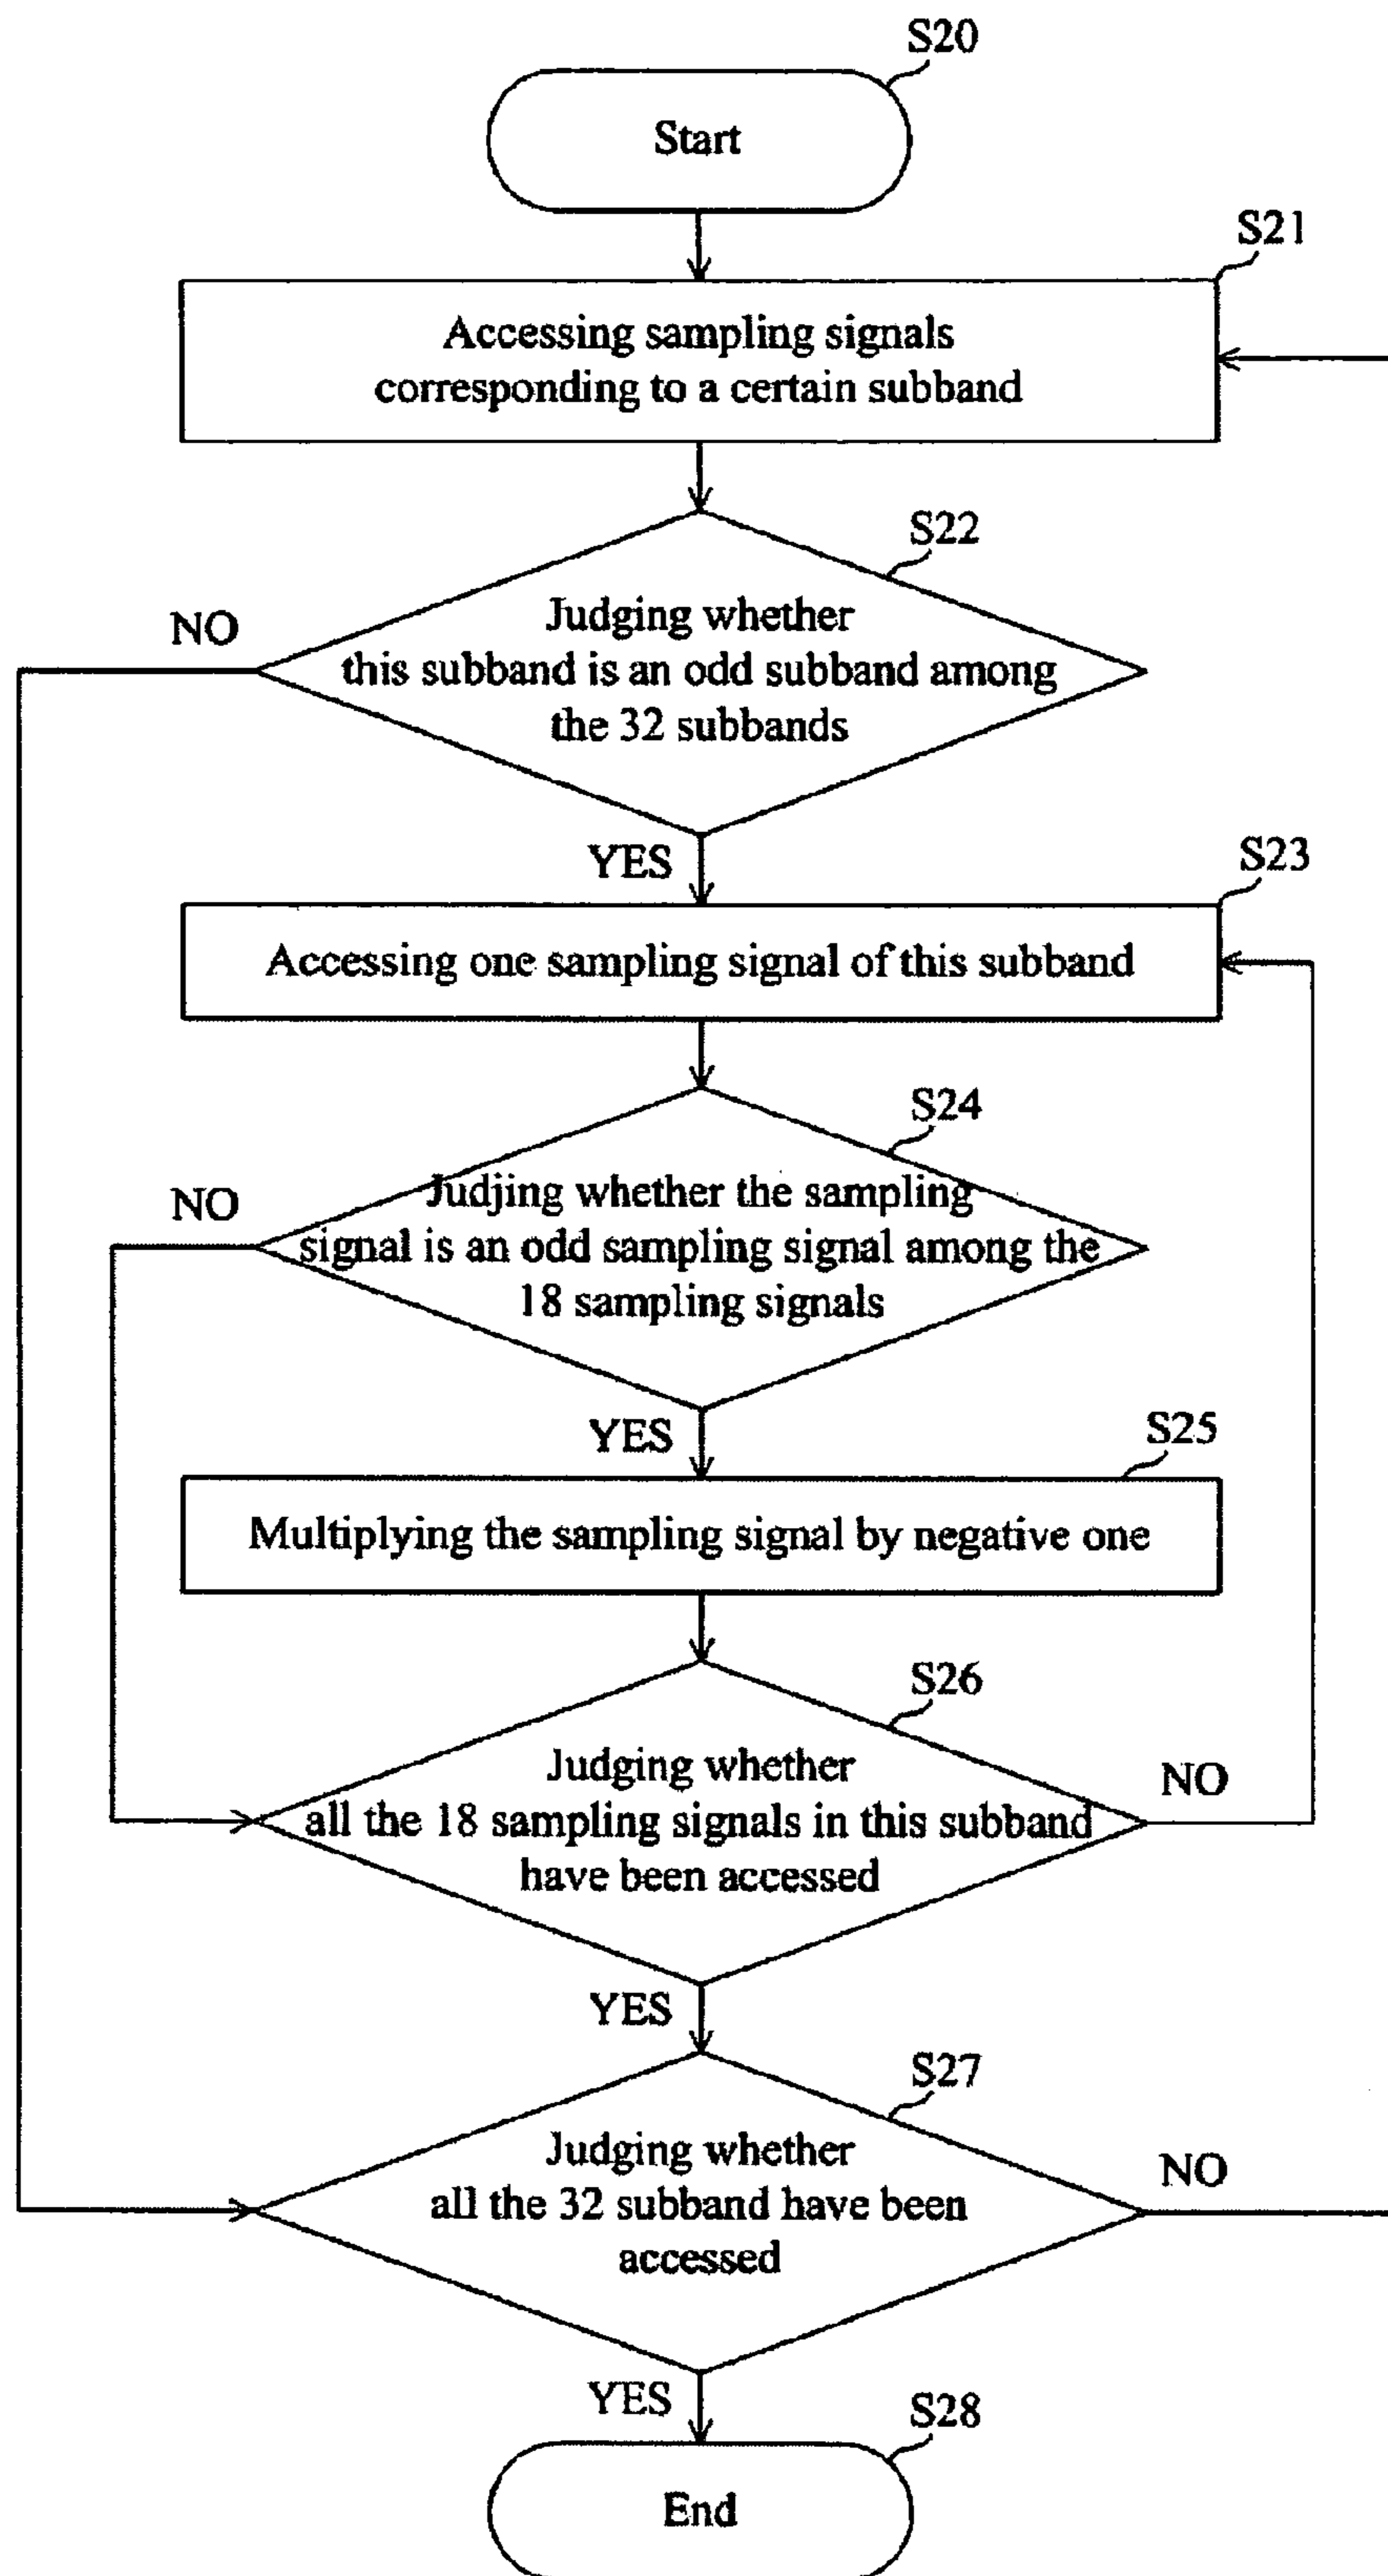 S20
Start
S21
Accessing sampling signals
corresponding to a certain subband
S22
Judging whether
this subband is an odd subband among
the 32 subbands
NO
YES
S23
Accessing one sampling signal of this subband
S24
Judjing whether the sampling
signal is an odd sampling signal among the
18 sampling signals
NO
YES
S25
Multiplying the sampling signal by negative one
S26
Judging whether
all the 18 sampling signals in this subband
have been accessed
NO
YES
S27
Judging whether
all the 32 subband have been
accessed
NO
YES
S28
End